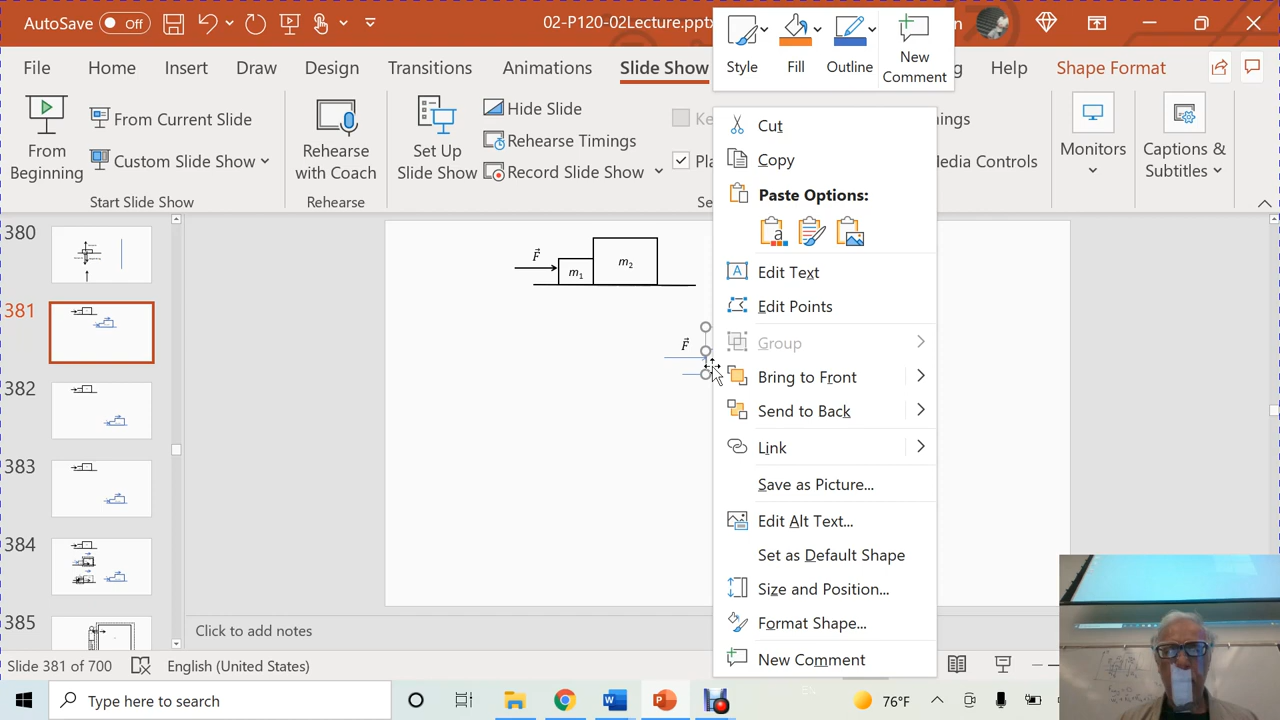 AutoSave Off 02-P120-02Lecture.pptx
File Home Insert Draw Design Transitions Animations Slide Show Help Shape Format
Style Fill Outline New Comment
From Beginning
From Current Slide
Custom Slide Show
Start Slide Show
Rehearse with Coach
Rehearse
Set Up Slide Show
Hide Slide
Rehearse Timings
Record Slide Show
Monitors
Captions & Subtitles
Media Controls
Cut
Copy
Paste Options:
Edit Text
Edit Points
Group
Bring to Front
Send to Back
Link
Save as Picture...
Edit Alt Text...
Set as Default Shape
Size and Position...
Format Shape...
New Comment
380
381
382
383
384
385
F⃗
m₁
m₂
F⃗
Click to add notes
Slide 381 of 700 English (United States)
Type here to search
76°F